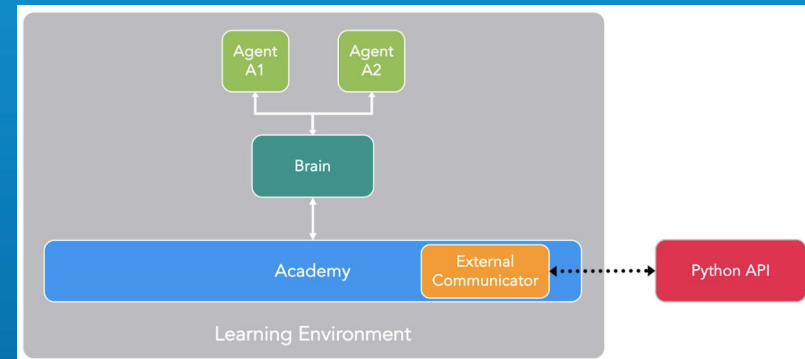 Agent
A1
Agent
A2
Brain
Academy
External
Communicator
Python API
Learning Environment